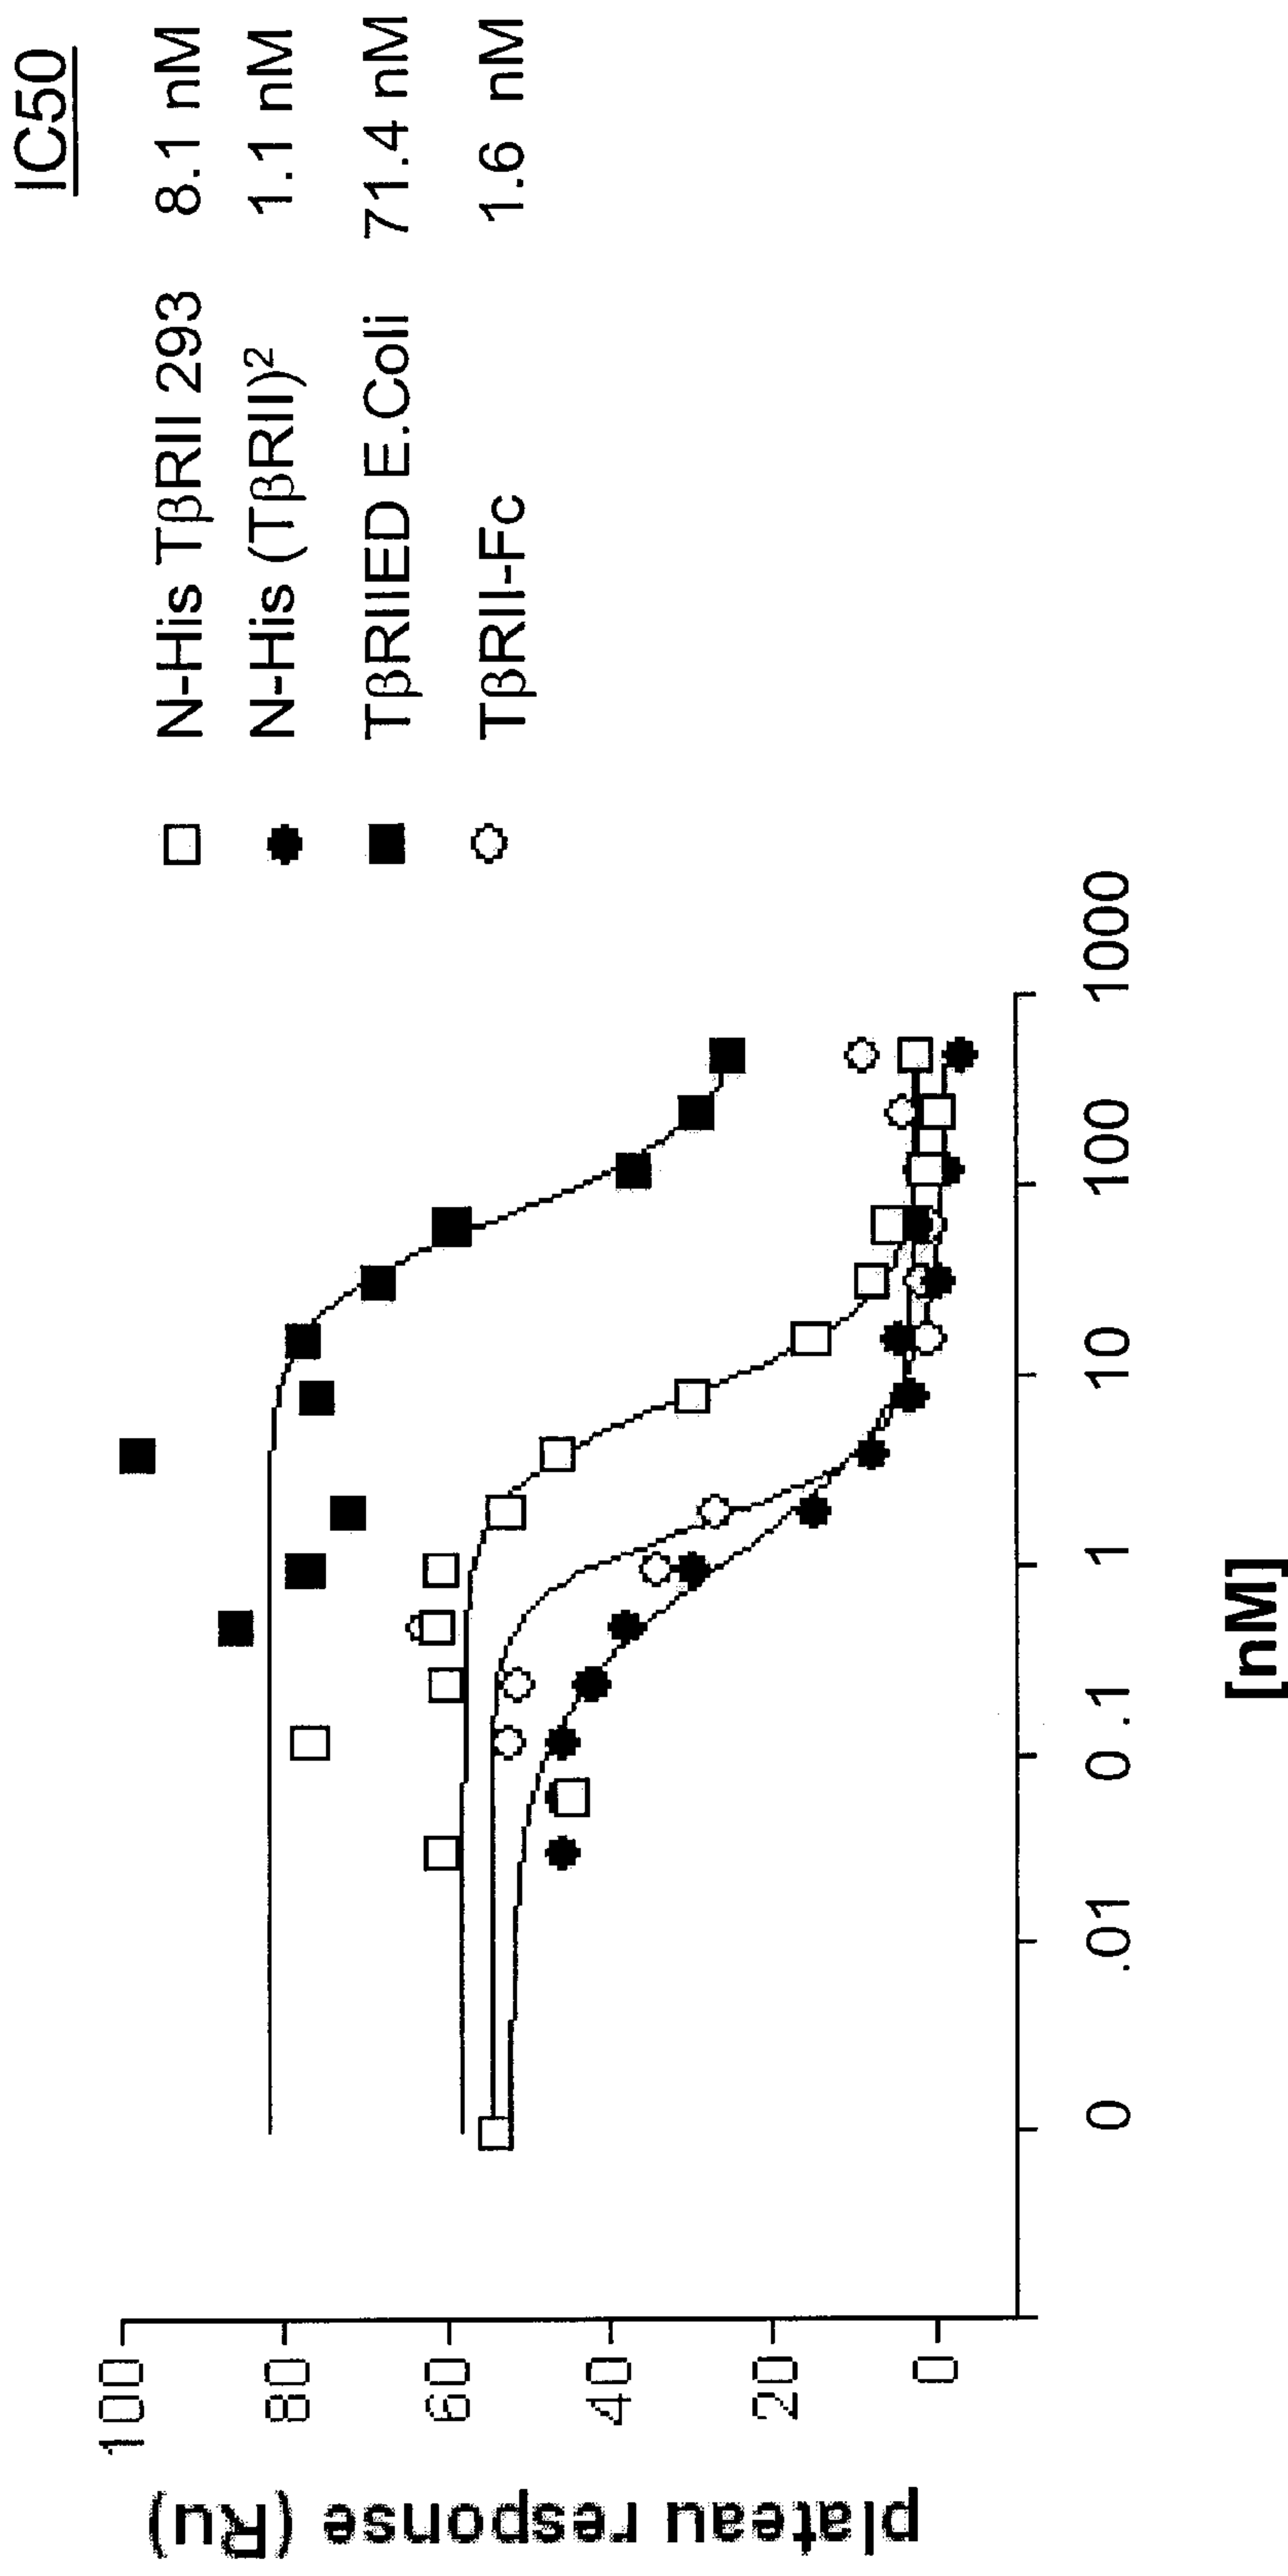 IC50
N-His TβRII 293 8.1 nM
N-His (TβRII)² 1.1 nM
TβRIIED E.Coli 71.4 nM
TβRII-Fc 1.6 nM
plateau response (Ru)
100
80
60
40
20
0
0 .01 0.1 1 10 100 1000
[nM]